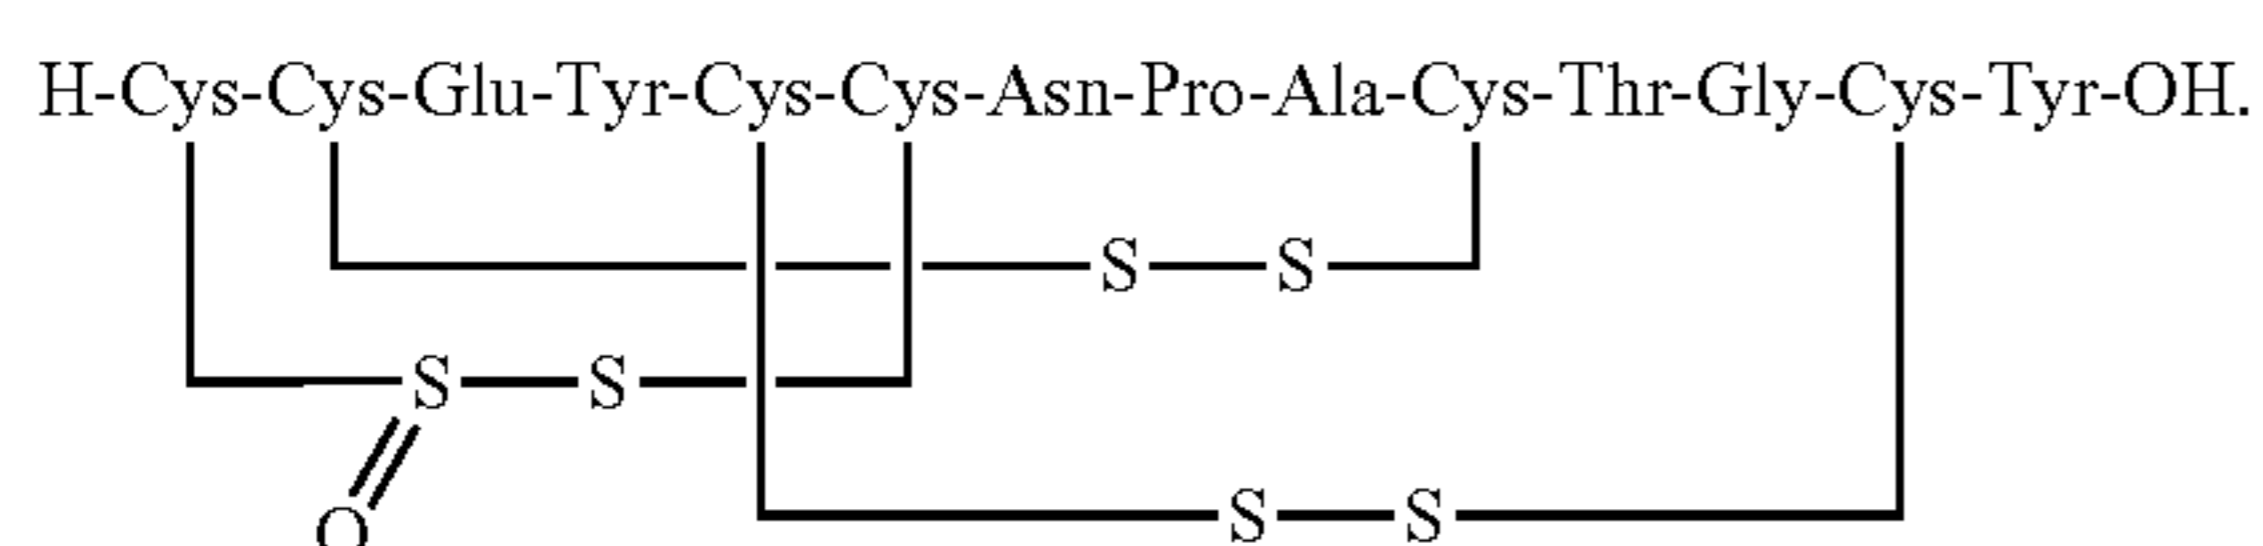 H-Cys-Cys-Glu-Tyr-Cys-Cys-Asn-Pro-Ala-Cys-Thr-Gly-Cys-Tyr-OH.
S S
S S
O
S S